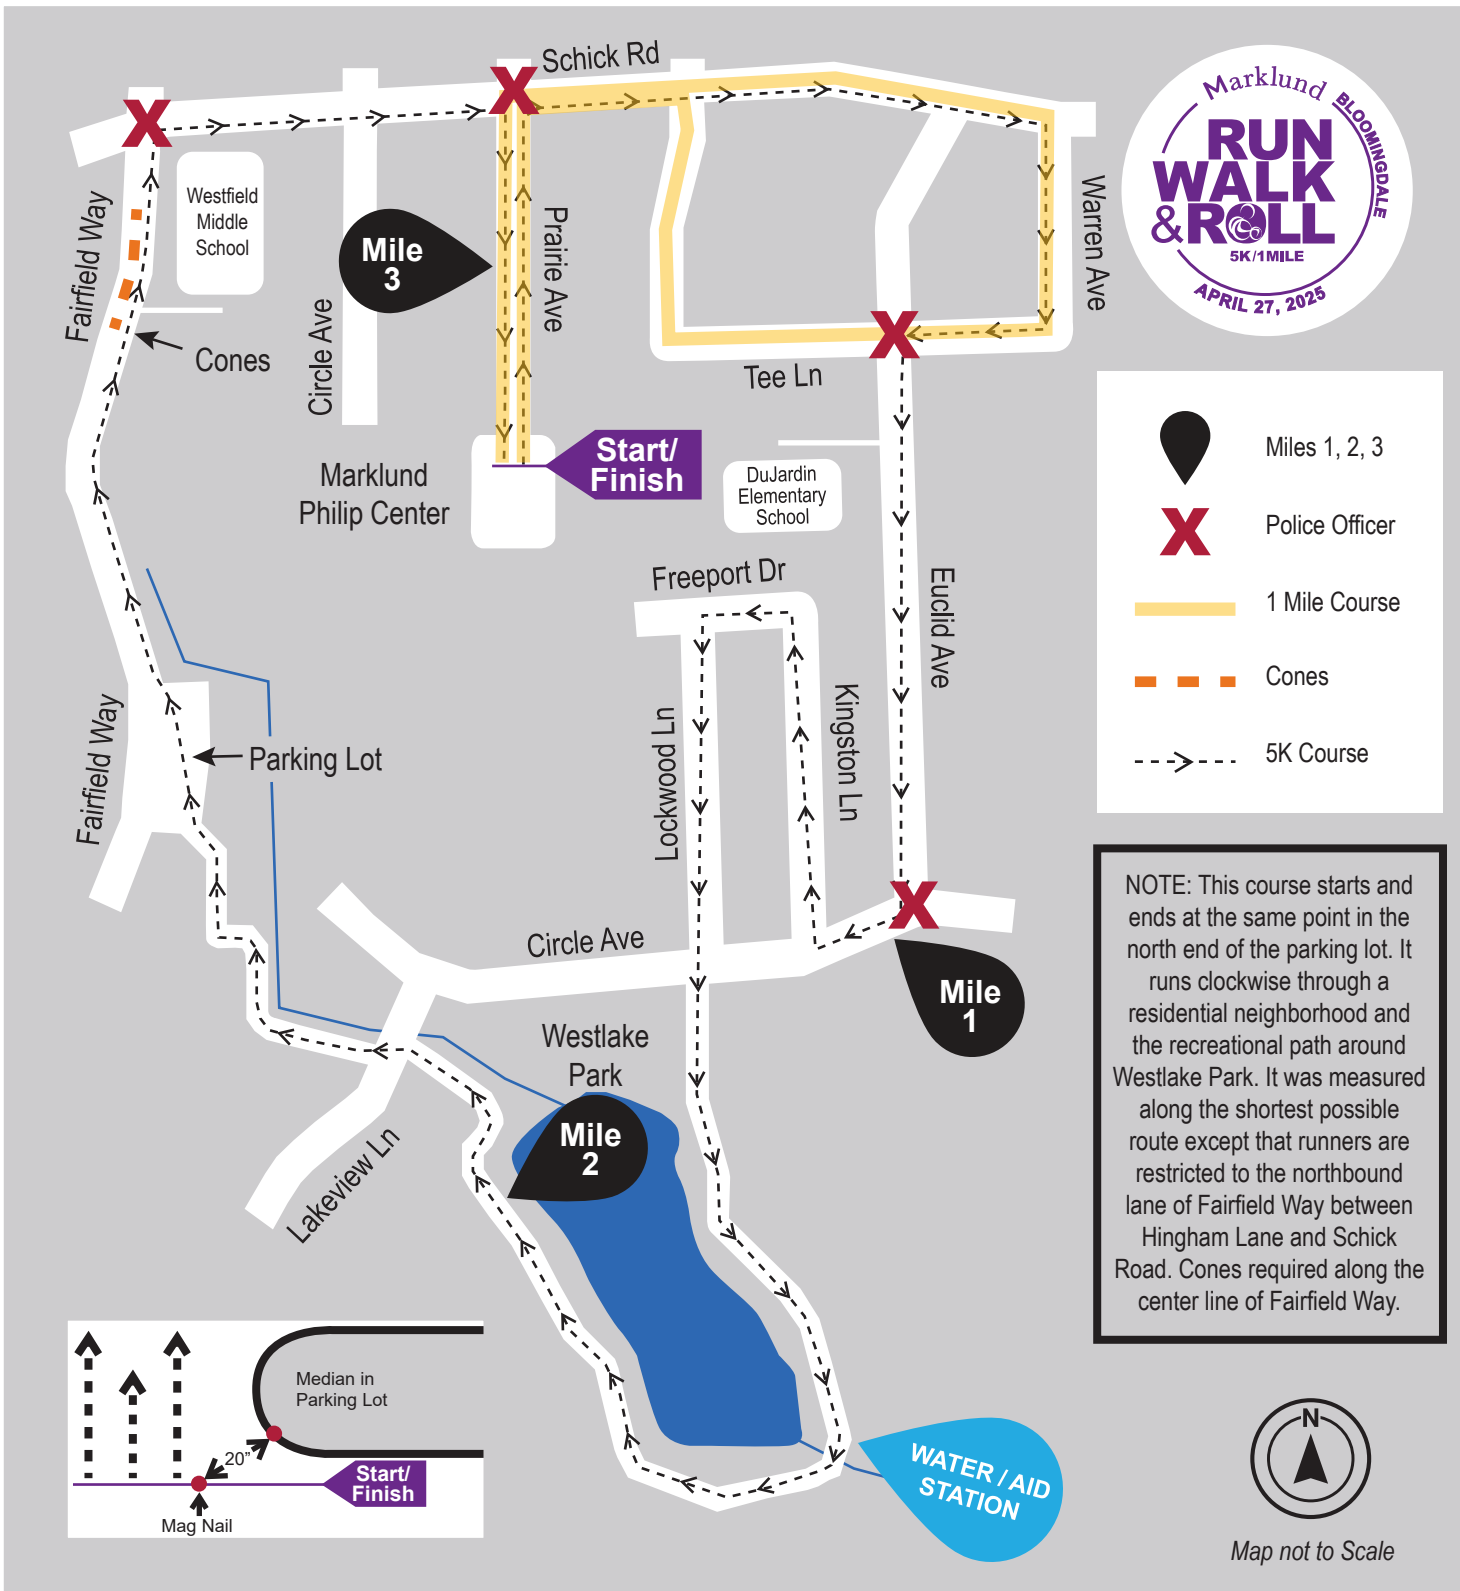 Schick Rd
Marklund
BLOOMINGDALE
RUN
WALK
& ROLL
5K/1MILE
APRIL 27, 2025
Fairfield Way
Westfield
Middle
School
Mile
3
Prairie Ave
Warren Ave
Circle Ave
Cones
Tee Ln
Start/
Finish
Marklund
Philip Center
DuJardin
Elementary
School
Miles 1, 2, 3
Police Officer
1 Mile Course
Cones
5K Course
Freeport Dr
Euclid Ave
Kingston Ln
Lockwood Ln
Fairfield Way
Parking Lot
Circle Ave
Mile
1
Westlake
Park
Mile
2
Lakeview Ln
NOTE: This course starts and
ends at the same point in the
north end of the parking lot. It
runs clockwise through a
residential neighborhood and
the recreational path around
Westlake Park. It was measured
along the shortest possible
route except that runners are
restricted to the northbound
lane of Fairfield Way between
Hingham Lane and Schick
Road. Cones required along the
center line of Fairfield Way.
Median in
Parking Lot
20"
Start/
Finish
Mag Nail
WATER / AID
STATION
N
Map not to Scale